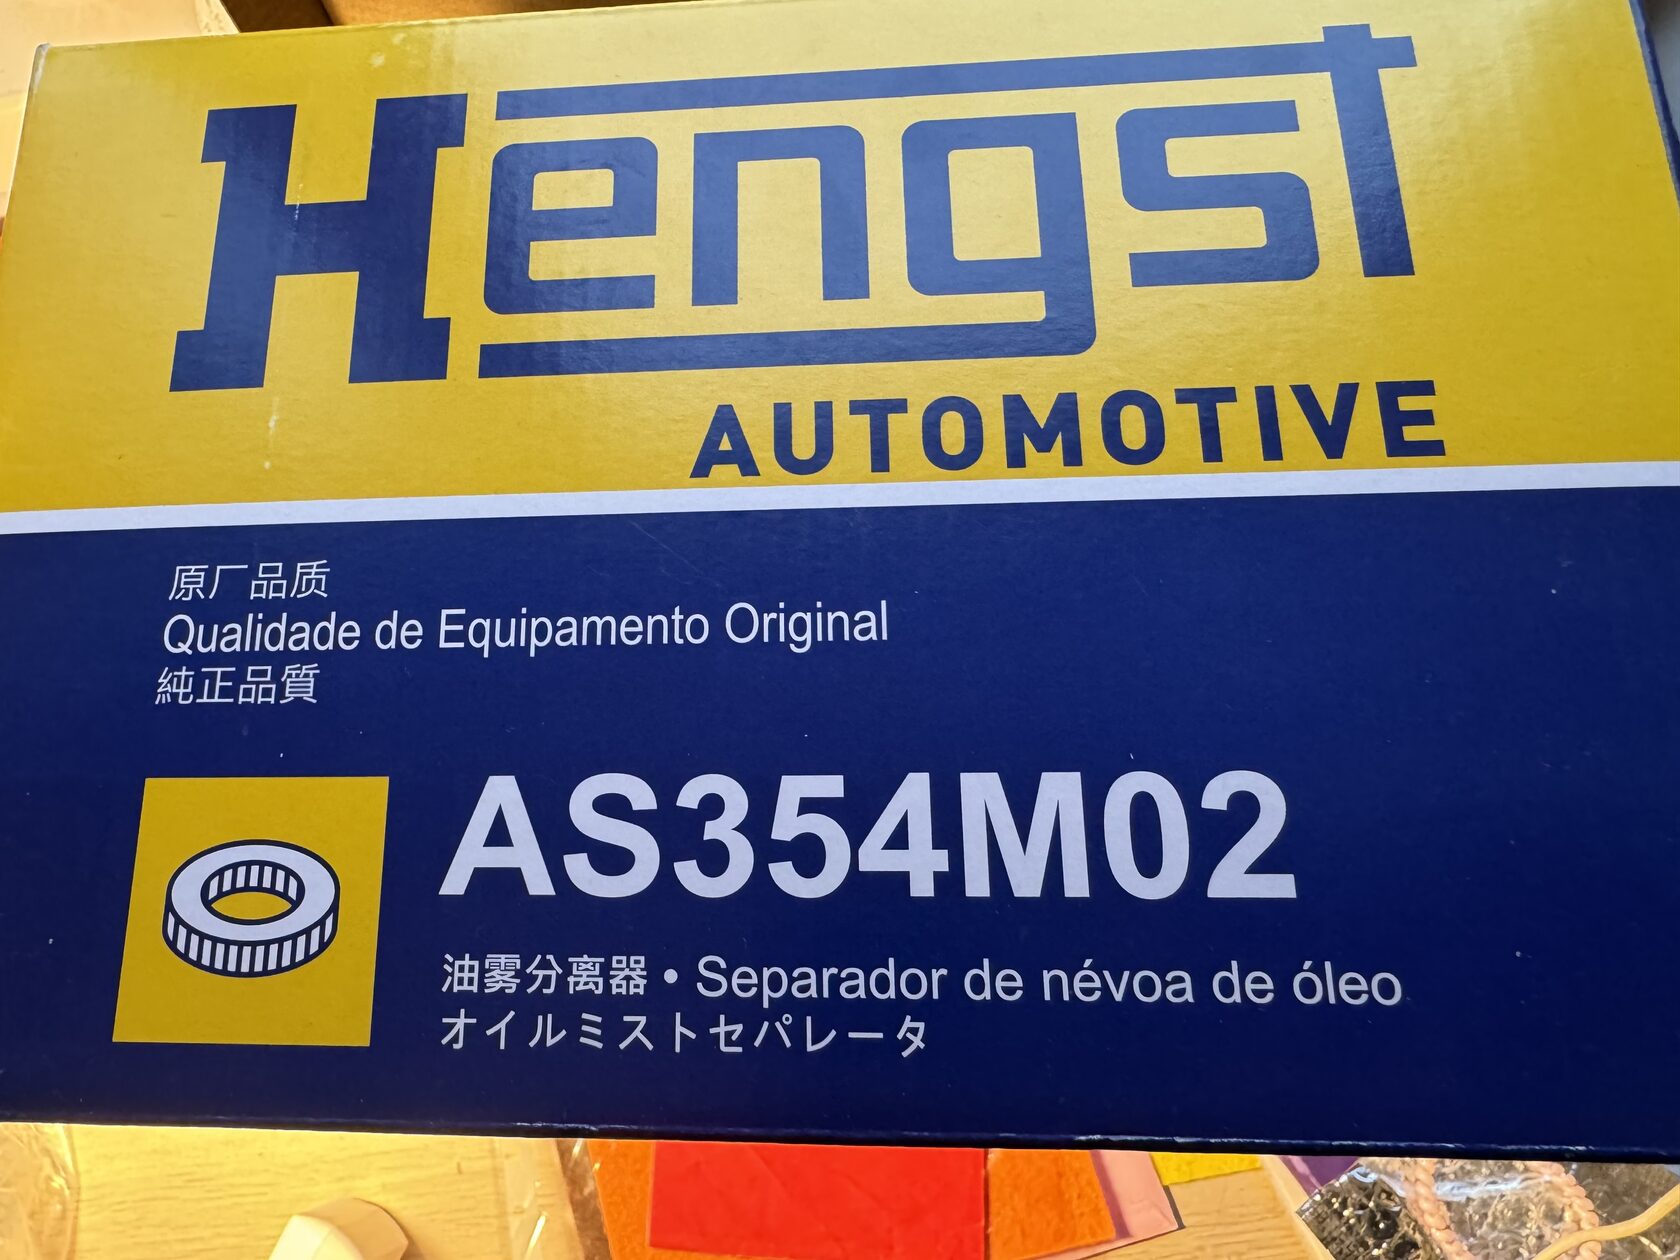 Hengst
AUTOMOTIVE
原厂品质
Qualidade de Equipamento Original
純正品質
AS354M02
油雾分离器 • Separador de névoa de óleo
オイルミストセパレータ